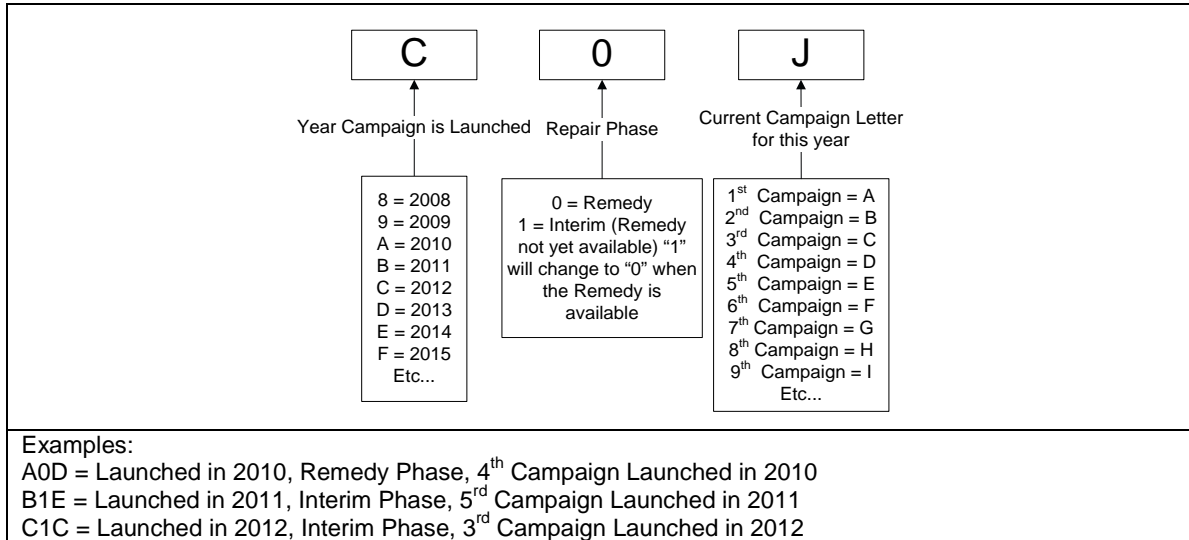 C 0 J
Year Campaign is Launched
Repair Phase
Current Campaign Letter
for this year
8 = 2008
9 = 2009
A = 2010
B = 2011
C = 2012
D = 2013
E = 2014
F = 2015
Etc...
0 = Remedy
1 = Interim (Remedy
not yet available) “1”
will change to “0” when
the Remedy is
available
1st Campaign = A
2nd Campaign = B
3rd Campaign = C
4th Campaign = D
5th Campaign = E
6th Campaign = F
7th Campaign = G
8th Campaign = H
9th Campaign = I
Etc...
Examples:
A0D = Launched in 2010, Remedy Phase, 4th Campaign Launched in 2010
B1E = Launched in 2011, Interim Phase, 5rd Campaign Launched in 2011
C1C = Launched in 2012, Interim Phase, 3rd Campaign Launched in 2012